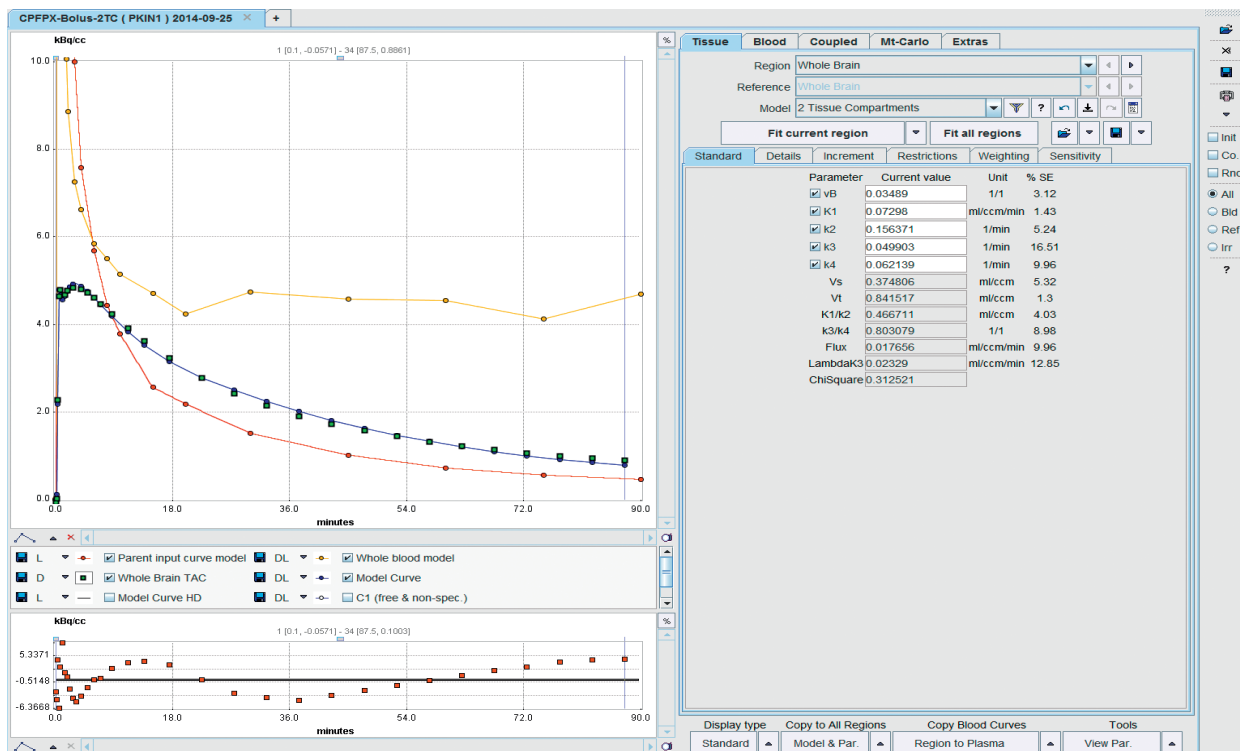 CPFPX-Bolus-2TC ( PKIN1 ) 2014-09-25 × +
kBq/cc
1 [0.1, -0.0571] - 34 [87.5, 0.8861]
%
10.0
8.0
6.0
4.0
2.0
0.0
0.0 18.0 36.0 54.0 72.0 90.0
minutes
L Parent input curve model DL Whole blood model
D Whole Brain TAC DL Model Curve
L Model Curve HD DL C1 (free & non-spec.)
kBq/cc
1 [0.1, -0.0571] - 34 [87.5, 0.1003]
%
5.3371
-0.5148
-6.3668
0.0 18.0 36.0 54.0 72.0 90.0
minutes
Tissue Blood Coupled Mt-Carlo Extras
Region Whole Brain
Reference Whole Brain
Model 2 Tissue Compartments ?
Fit current region Fit all regions
Standard Details Increment Restrictions Weighting Sensitivity
Parameter Current value Unit % SE
vB 0.03489 1/1 3.12
K1 0.07298 ml/ccm/min 1.43
k2 0.156371 1/min 5.24
k3 0.049903 1/min 16.51
k4 0.062139 1/min 9.96
Vs 0.374806 ml/ccm 5.32
Vt 0.841517 ml/ccm 1.3
K1/k2 0.466711 ml/ccm 4.03
k3/k4 0.803079 1/1 8.98
Flux 0.017656 ml/ccm/min 9.96
LambdaK3 0.02329 ml/ccm/min 12.85
ChiSquare 0.312521
Display type Copy to All Regions Copy Blood Curves Tools
Standard Model & Par. Region to Plasma View Par.
Init
Co.
Rnd
All
Bld
Ref
Irr
?